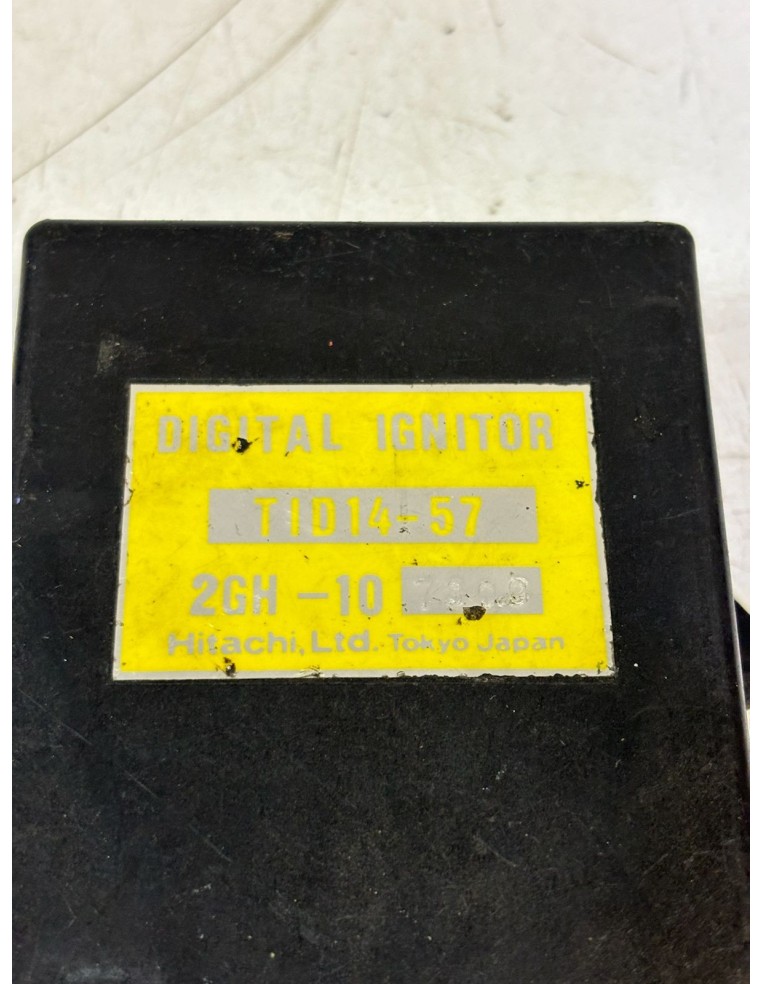 DIGITAL IGNITOR
TID14-57
2GH -10
Hitachi, Ltd. Tokyo Japan